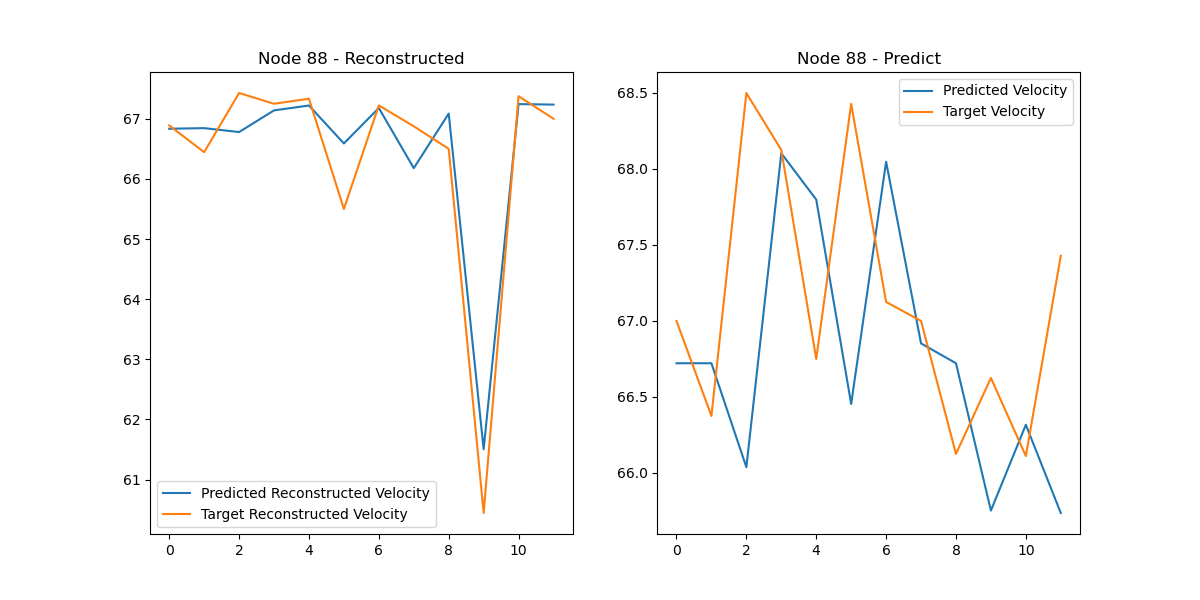 Node 88 - Reconstructed
67
66
65
64
63
62
61
0 2 4 6 8 10
Predicted Reconstructed Velocity
Target Reconstructed Velocity
Node 88 - Predict
68.5
68.0
67.5
67.0
66.5
66.0
0 2 4 6 8 10
Predicted Velocity
Target Velocity